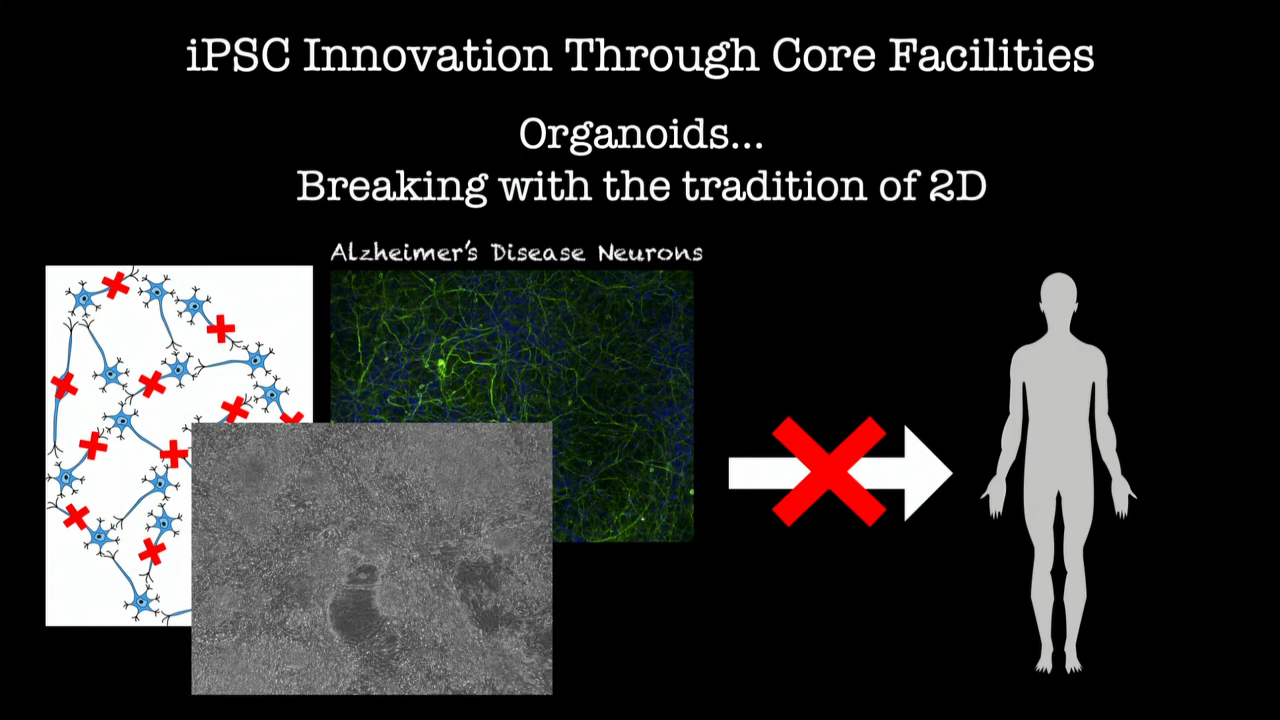 iPSC Innovation Through Core Facilities
Organoids...
Breaking with the tradition of 2D
Alzheimer's Disease Neurons